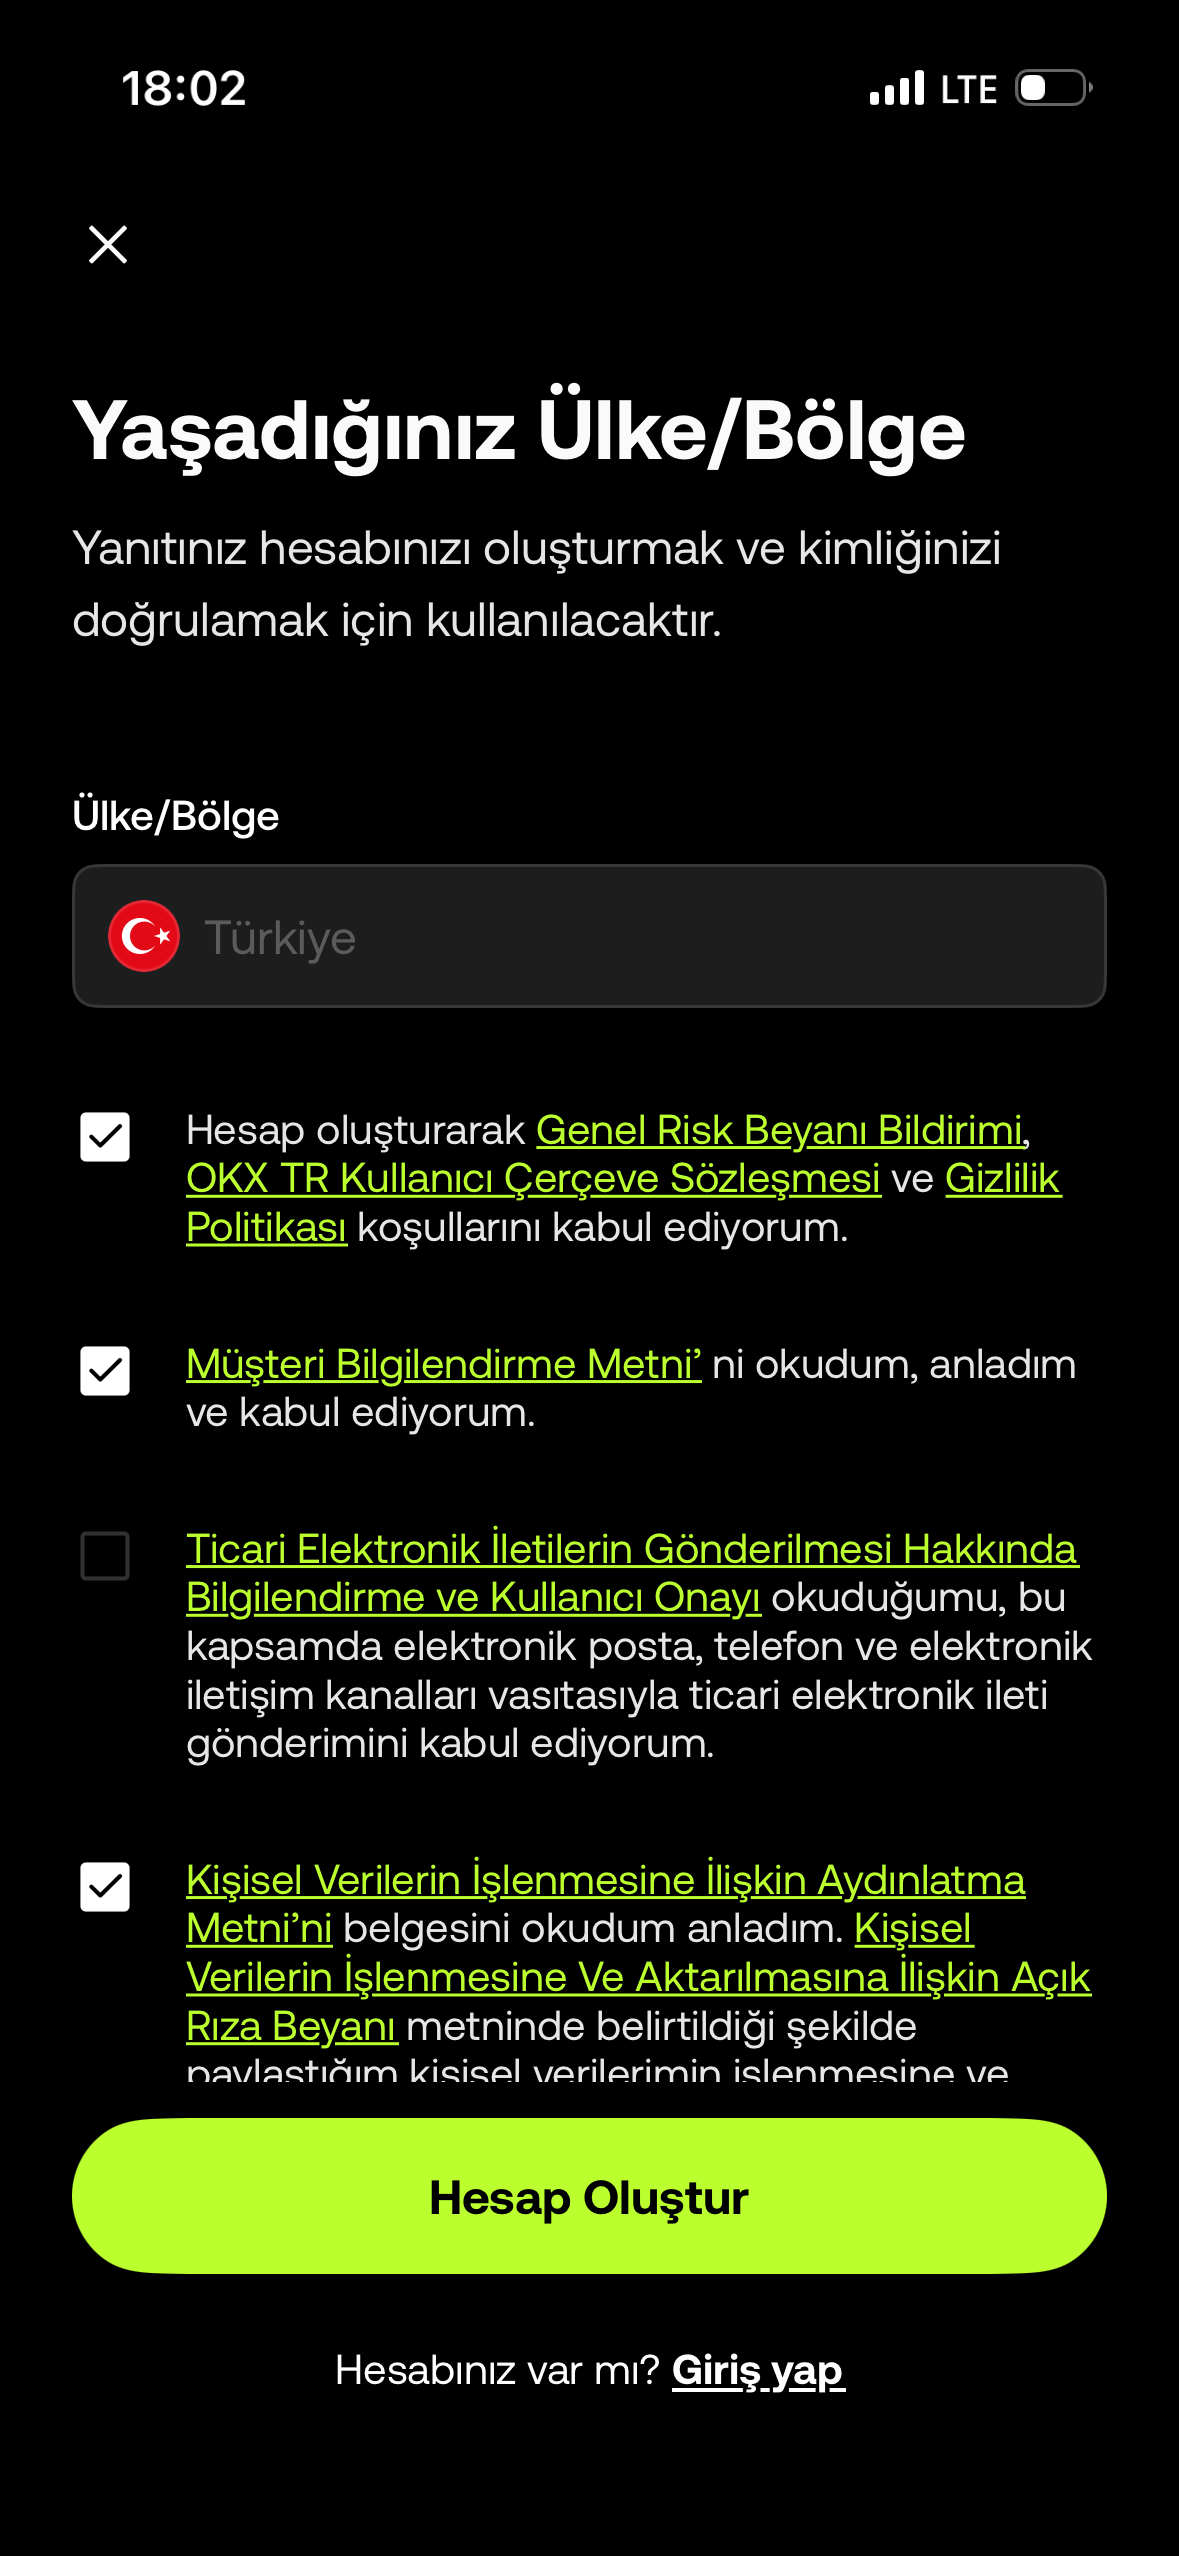 18:02
LTE
Yaşadığınız Ülke/Bölge
Yanıtınız hesabınızı oluşturmak ve kimliğinizi
doğrulamak için kullanılacaktır.
Ülke/Bölge
Türkiye
Hesap oluşturarak Genel Risk Beyanı Bildirimi,
OKX TR Kullanıcı Çerçeve Sözleşmesi ve Gizlilik
Politikası koşullarını kabul ediyorum.
Müşteri Bilgilendirme Metni’ ni okudum, anladım
ve kabul ediyorum.
Ticari Elektronik İletilerin Gönderilmesi Hakkında
Bilgilendirme ve Kullanıcı Onayı okuduğumu, bu
kapsamda elektronik posta, telefon ve elektronik
iletişim kanalları vasıtasıyla ticari elektronik ileti
gönderimini kabul ediyorum.
Kişisel Verilerin İşlenmesine İlişkin Aydınlatma
Metni’ni belgesini okudum anladım. Kişisel
Verilerin İşlenmesine Ve Aktarılmasına İlişkin Açık
Rıza Beyanı metninde belirtildiği şekilde
paylaştığım kişisel verilerimin işlenmesine ve
Hesap Oluştur
Hesabınız var mı? Giriş yap